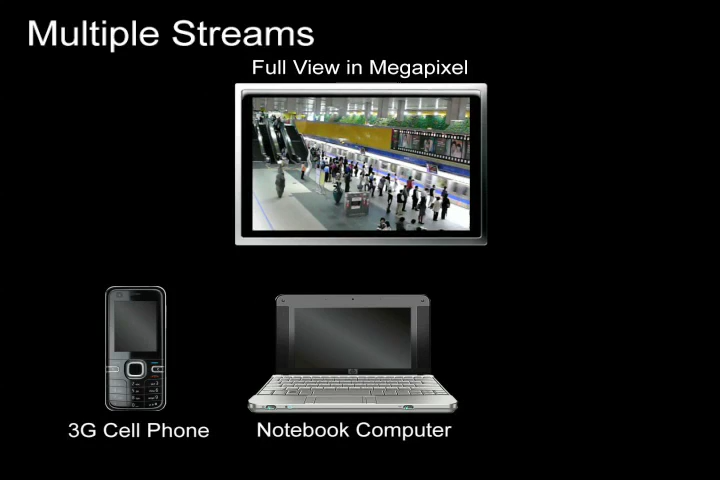 Multiple Streams
Full View in Megapixel
3G Cell Phone
Notebook Computer